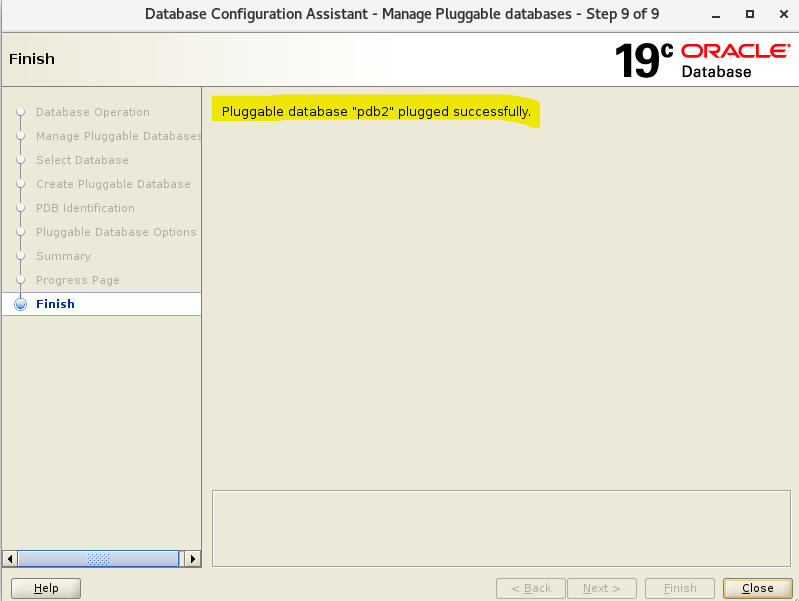 Database Configuration Assistant - Manage Pluggable databases - Step 9 of 9
Finish
19c ORACLE
Database
Database Operation
Manage Pluggable Databases
Select Database
Create Pluggable Database
PDB Identification
Pluggable Database Options
Summary
Progress Page
Finish
Pluggable database "pdb2" plugged successfully.
Help
< Back
Next >
Finish
Close